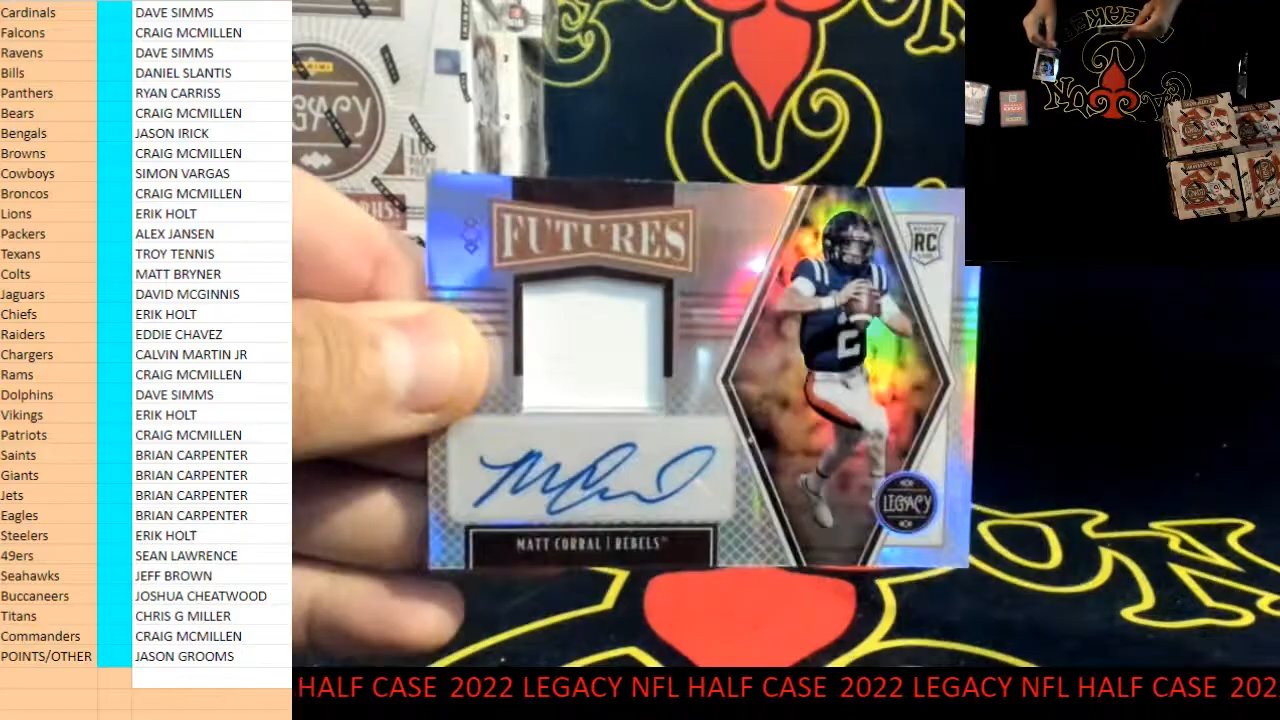 Cardinals DAVE SIMMS
Falcons CRAIG MCMILLEN
Ravens DAVE SIMMS
Bills DANIEL SLANTIS
Panthers RYAN CARRISS
Bears CRAIG MCMILLEN
Bengals JASON IRICK
Browns CRAIG MCMILLEN
Cowboys SIMON VARGAS
Broncos CRAIG MCMILLEN
Lions ERIK HOLT
Packers ALEX JANSEN
Texans TROY TENNIS
Colts MATT BRYNER
Jaguars DAVID MCGINNIS
Chiefs ERIK HOLT
Raiders EDDIE CHAVEZ
Chargers CALVIN MARTIN JR
Rams CRAIG MCMILLEN
Dolphins DAVE SIMMS
Vikings ERIK HOLT
Patriots CRAIG MCMILLEN
Saints BRIAN CARPENTER
Giants BRIAN CARPENTER
Jets BRIAN CARPENTER
Eagles BRIAN CARPENTER
Steelers ERIK HOLT
49ers SEAN LAWRENCE
Seahawks JEFF BROWN
Buccaneers JOSHUA CHEATWOOD
Titans CHRIS G MILLER
Commanders CRAIG MCMILLEN
POINTS/OTHER JASON GROOMS
FUTURES
RC
2
LEGACY
MATT CORRAL | REBELS™
HALF CASE 2022 LEGACY NFL HALF CASE 2022 LEGACY NFL HALF CASE 202